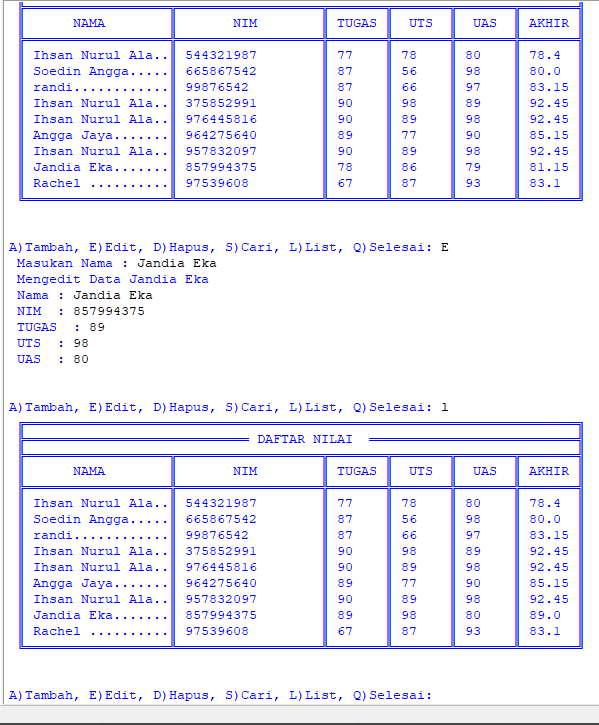 NAMA NIM TUGAS UTS UAS AKHIR
Ihsan Nurul Ala.. 544321987 77 78 80 78.4
Soedin Angga..... 665867542 87 56 98 80.0
randi............ 99876542 87 66 97 83.15
Ihsan Nurul Ala.. 375852991 90 98 89 92.45
Ihsan Nurul Ala.. 976445816 90 89 98 92.45
Angga Jaya....... 964275640 89 77 90 85.15
Ihsan Nurul Ala.. 957832097 90 89 98 92.45
Jandia Eka....... 857994375 78 86 79 81.15
Rachel .......... 97539608 67 87 93 83.1
A)Tambah, E)Edit, D)Hapus, S)Cari, L)List, Q)Selesai: E
Masukan Nama : Jandia Eka
Mengedit Data Jandia Eka
Nama : Jandia Eka
NIM : 857994375
TUGAS : 89
UTS : 98
UAS : 80
A)Tambah, E)Edit, D)Hapus, S)Cari, L)List, Q)Selesai: l
DAFTAR NILAI
NAMA NIM TUGAS UTS UAS AKHIR
Ihsan Nurul Ala.. 544321987 77 78 80 78.4
Soedin Angga..... 665867542 87 56 98 80.0
randi............ 99876542 87 66 97 83.15
Ihsan Nurul Ala.. 375852991 90 98 89 92.45
Ihsan Nurul Ala.. 976445816 90 89 98 92.45
Angga Jaya....... 964275640 89 77 90 85.15
Ihsan Nurul Ala.. 957832097 90 89 98 92.45
Jandia Eka....... 857994375 89 98 80 89.0
Rachel .......... 97539608 67 87 93 83.1
A)Tambah, E)Edit, D)Hapus, S)Cari, L)List, Q)Selesai: